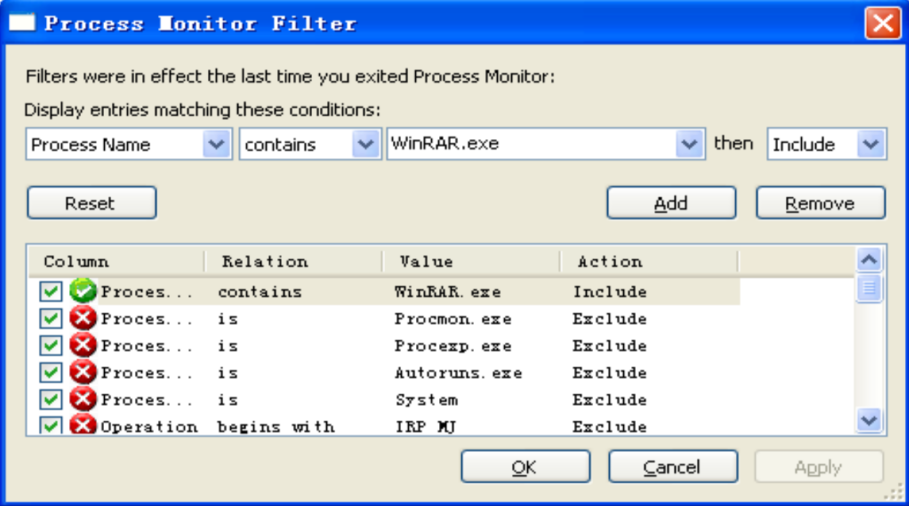 Process Monitor Filter
Filters were in effect the last time you exited Process Monitor:
Display entries matching these conditions:
Process Name contains WinRAR.exe then Include
Reset Add Remove
Column Relation Value Action
Proces... contains WinRAR.exe Include
Proces... is Procmon.exe Exclude
Proces... is Procexp.exe Exclude
Proces... is Autoruns.exe Exclude
Proces... is System Exclude
Operation begins with IRP MJ Exclude
OK Cancel Apply